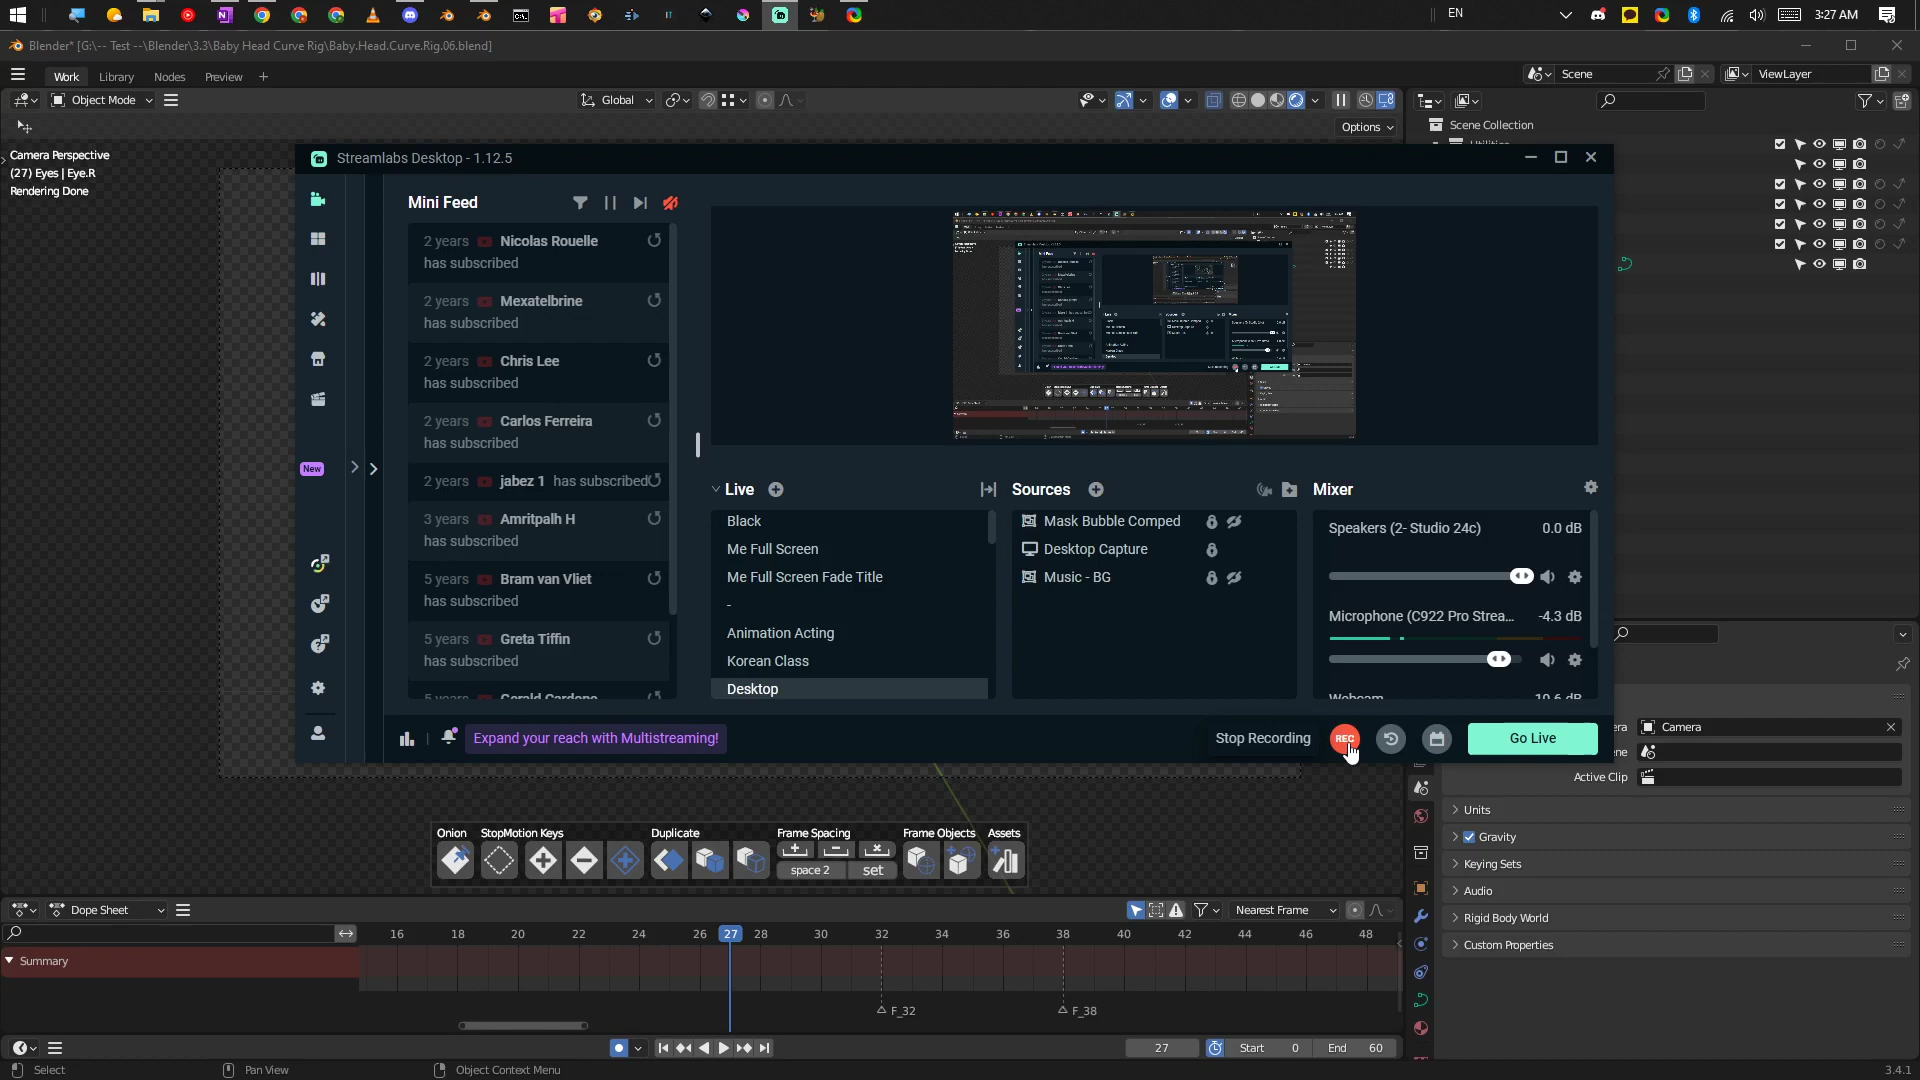 EN
3:27 AM
Blender* [G:\-- Test --\Blender\3.3\Baby Head Curve Rig\Baby.Head.Curve.Rig.06.blend]
Work
Library
Nodes
Preview
Scene
ViewLayer
Object Mode
Global
Options
Scene Collection
Camera Perspective
(27) Eyes | Eye.R
Rendering Done
Streamlabs Desktop - 1.12.5
Mini Feed
2 years Nicolas Rouelle
has subscribed
2 years Mexatelbrine
has subscribed
2 years Chris Lee
has subscribed
2 years Carlos Ferreira
has subscribed
2 years jabez 1 has subscribed
3 years Amritpalh H
has subscribed
5 years Bram van Vliet
has subscribed
5 years Greta Tiffin
has subscribed
New
Live
Black
Me Full Screen
Me Full Screen Fade Title
-
Animation Acting
Korean Class
Desktop
Sources
Mask Bubble Comped
Desktop Capture
Music - BG
Mixer
Speakers (2- Studio 24c) 0.0 dB
Microphone (C922 Pro Strea... -4.3 dB
Expand your reach with Multistreaming!
Stop Recording
REC
Go Live
Camera
Active Clip
Units
Gravity
Keying Sets
Audio
Rigid Body World
Custom Properties
Onion
StopMotion Keys
Duplicate
Frame Spacing
Frame Objects
Assets
space 2
set
Dope Sheet
Nearest Frame
16 18 20 22 24 26 27 28 30 32 34 36 38 40 42 44 46 48
Summary
F_32
F_38
27
Start 0
End 60
Select
Pan View
Object Context Menu
3.4.1